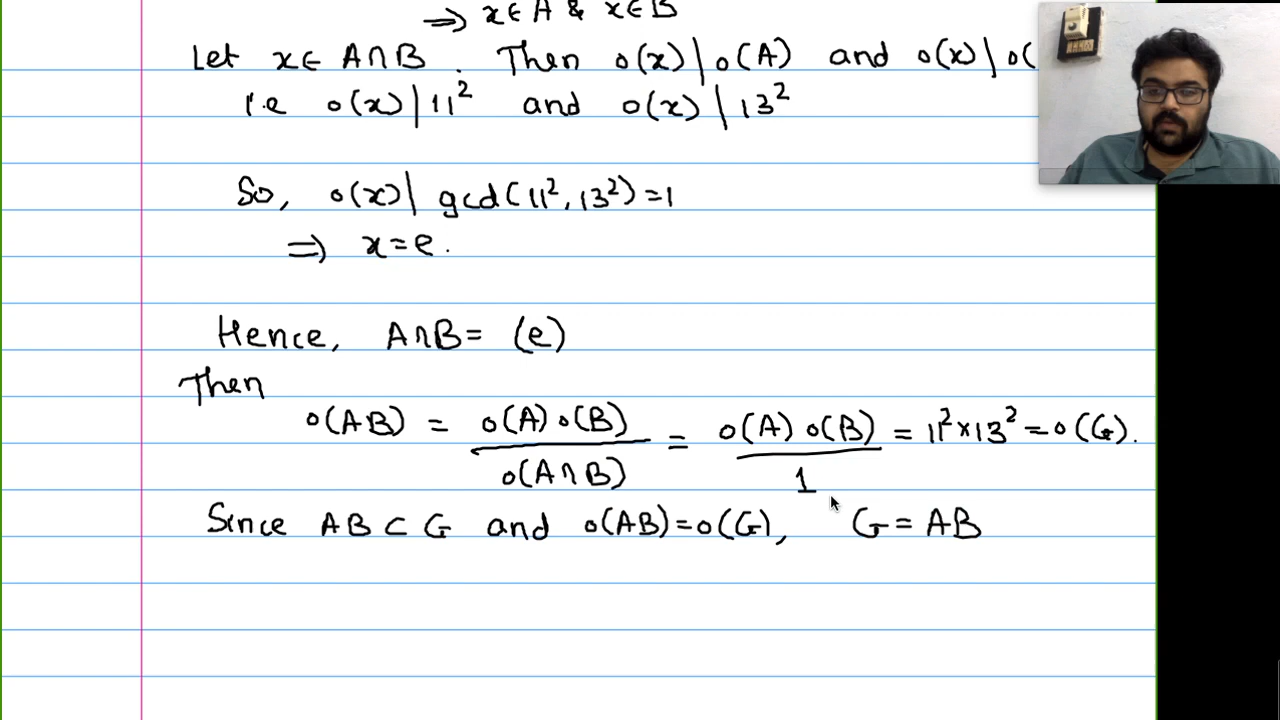 ⇒ x∈A & x∈B
Let x∈ A∩B. Then o(x)|o(A) and o(x)|o(
i.e o(x)|11² and o(x)|13²
So, o(x)| gcd(11², 13²)=1
⇒ x=e.
Hence, A∩B= (e)
Then
o(AB) = o(A) o(B) / o(A∩B) = o(A) o(B) / 1 = 11²×13² = o(G).
Since AB ⊂ G and o(AB)=o(G), G = AB